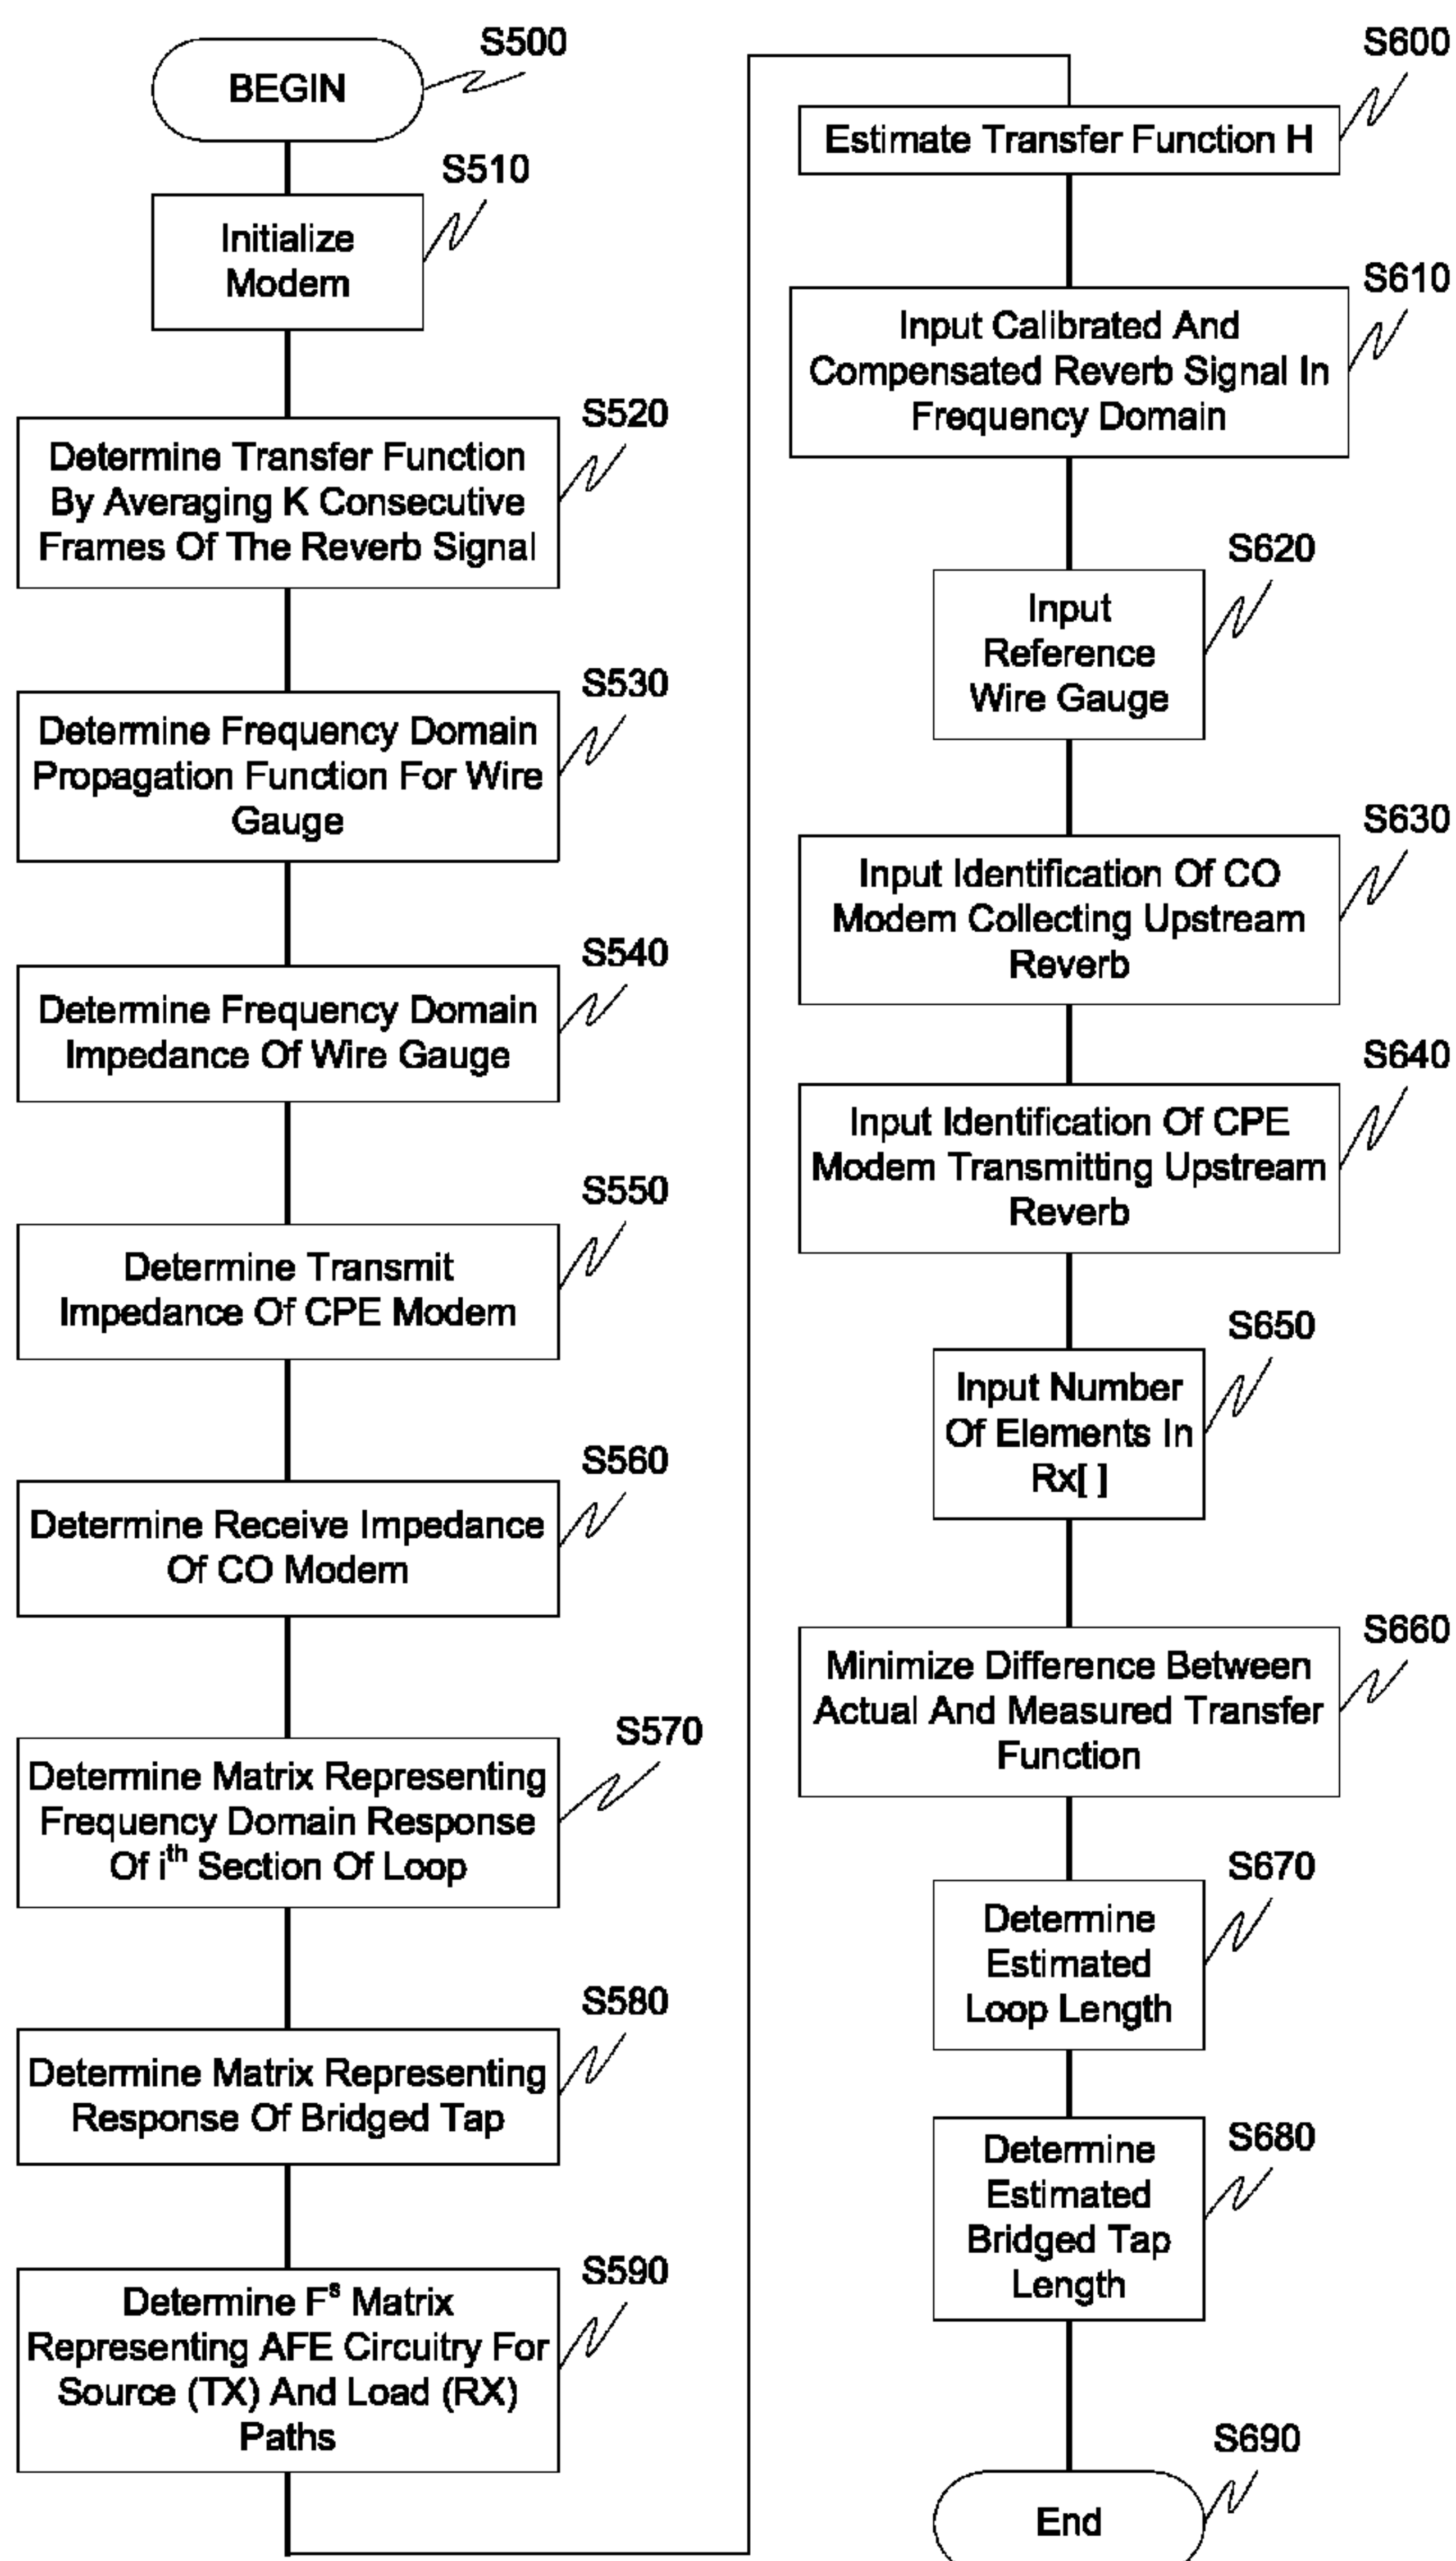 BEGIN
S500
Initialize
Modem
S510
Determine Transfer Function
By Averaging K Consecutive
Frames Of The Reverb Signal
S520
Determine Frequency Domain
Propagation Function For Wire
Gauge
S530
Determine Frequency Domain
Impedance Of Wire Gauge
S540
Determine Transmit
Impedance Of CPE Modem
S550
Determine Receive Impedance
Of CO Modem
S560
Determine Matrix Representing
Frequency Domain Response
Of ith Section Of Loop
S570
Determine Matrix Representing
Response Of Bridged Tap
S580
Determine Fs Matrix
Representing AFE Circuitry For
Source (TX) And Load (RX)
Paths
S590
Estimate Transfer Function H
S600
Input Calibrated And
Compensated Reverb Signal In
Frequency Domain
S610
Input
Reference
Wire Gauge
S620
Input Identification Of CO
Modem Collecting Upstream
Reverb
S630
Input Identification Of CPE
Modem Transmitting Upstream
Reverb
S640
Input Number
Of Elements In
Rx[ ]
S650
Minimize Difference Between
Actual And Measured Transfer
Function
S660
Determine
Estimated
Loop Length
S670
Determine
Estimated
Bridged Tap
Length
S680
End
S690